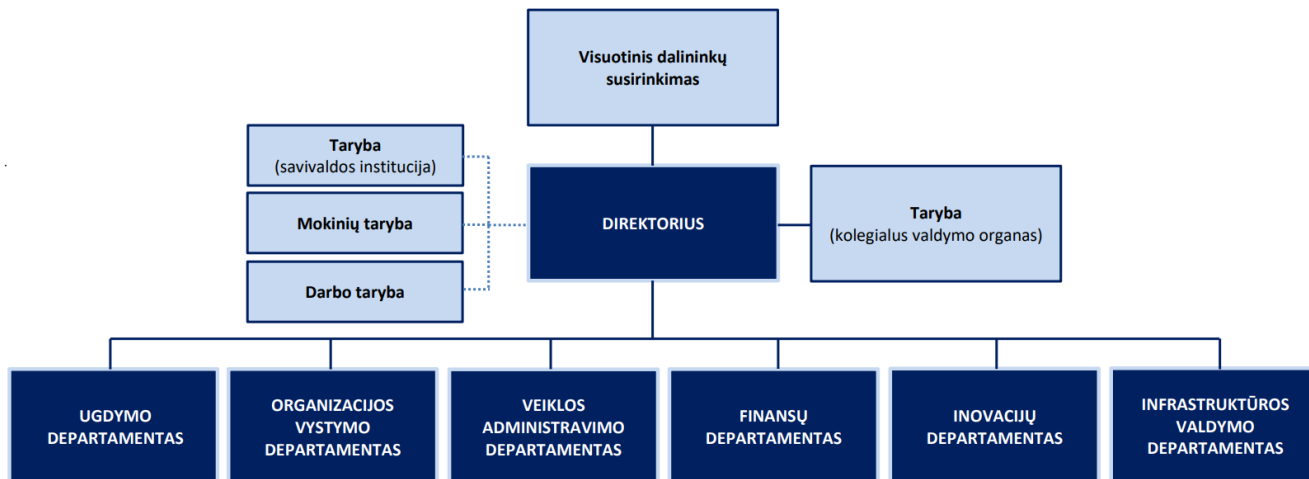 Visuotinis dalininkų
susirinkimas
Taryba
(savivaldos institucija)
Mokinių taryba
Darbo taryba
DIREKTORIUS
Taryba
(kolegialus valdymo organas)
UGDYMO
DEPARTAMENTAS
ORGANIZACIJOS
VYSTYMO
DEPARTAMENTAS
VEIKLOS
ADMINISTRAVIMO
DEPARTAMENTAS
FINANSŲ
DEPARTAMENTAS
INOVACIJŲ
DEPARTAMENTAS
INFRASTRUKTŪROS
VALDYMO
DEPARTAMENTAS